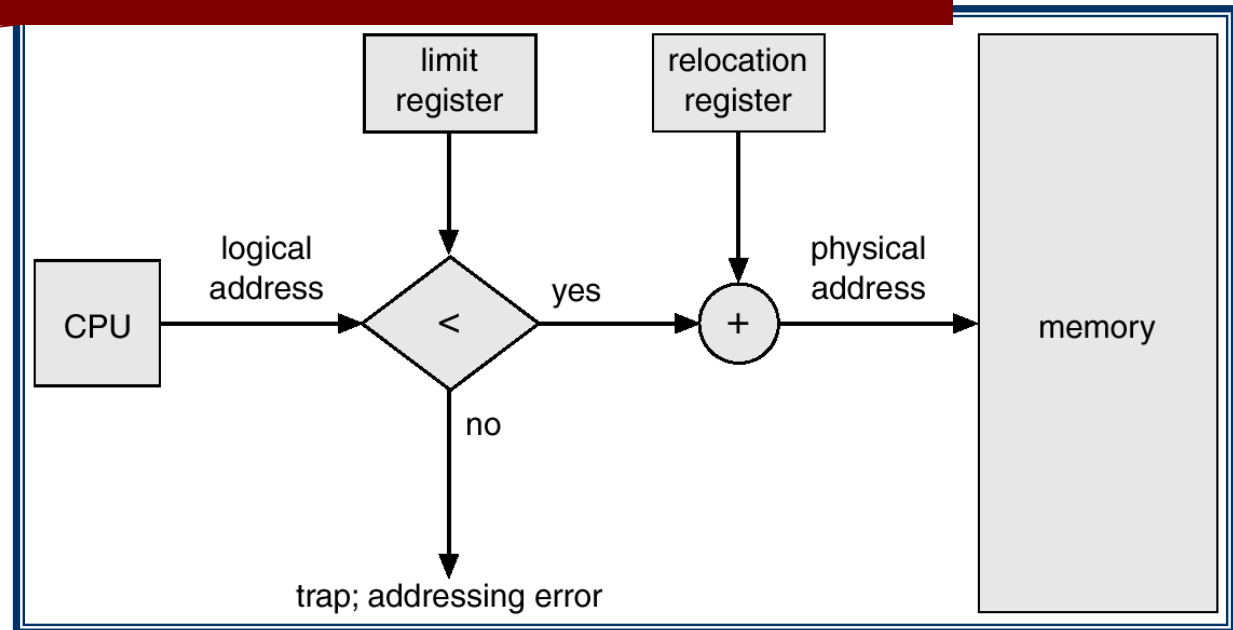 limit
register
relocation
register
logical
address
physical
address
CPU
<
yes
+
memory
no
trap; addressing error